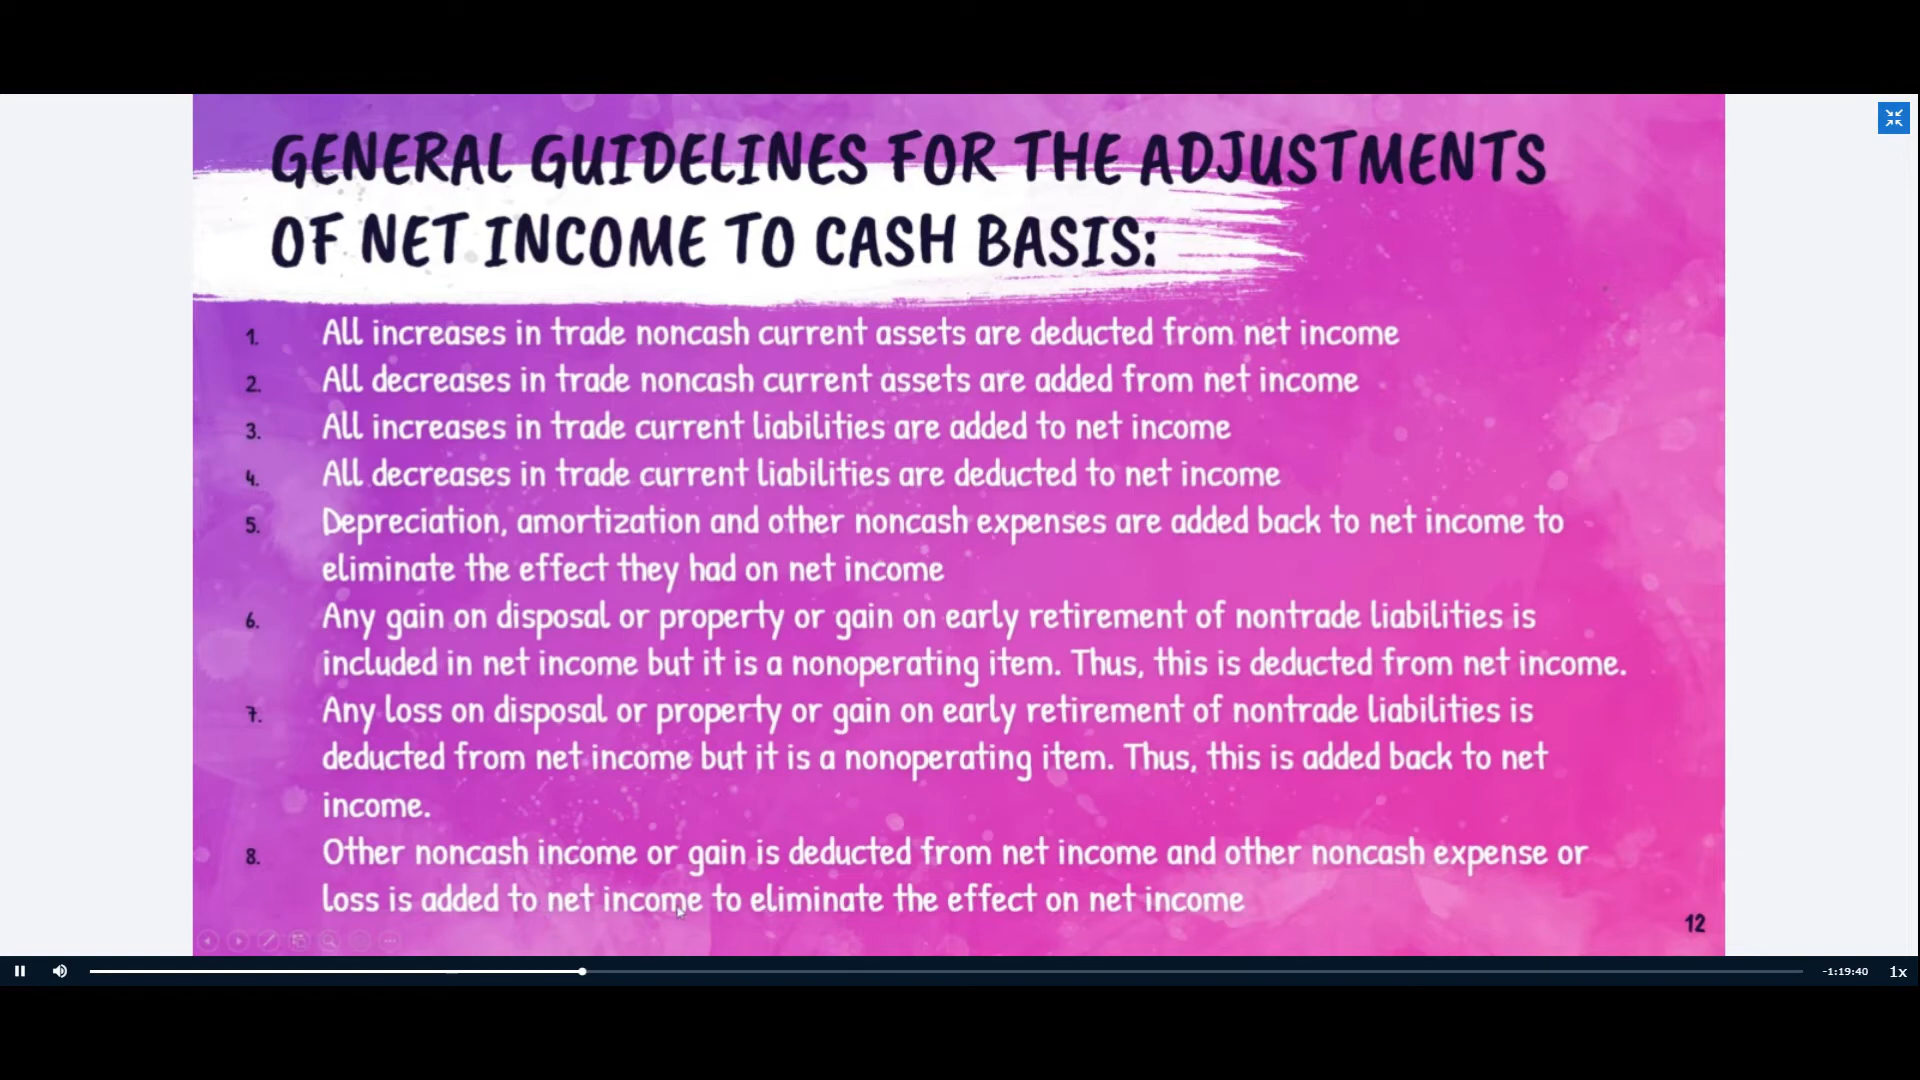 GENERAL GUIDELINES FOR THE ADJUSTMENTS
OF NET INCOME TO CASH BASIS:
1. All increases in trade noncash current assets are deducted from net income
2. All decreases in trade noncash current assets are added from net income
3. All increases in trade current liabilities are added to net income
4. All decreases in trade current liabilities are deducted to net income
5. Depreciation, amortization and other noncash expenses are added back to net income to
eliminate the effect they had on net income
6. Any gain on disposal or property or gain on early retirement of nontrade liabilities is
included in net income but it is a nonoperating item. Thus, this is deducted from net income.
7. Any loss on disposal or property or gain on early retirement of nontrade liabilities is
deducted from net income but it is a nonoperating item. Thus, this is added back to net
income.
8. Other noncash income or gain is deducted from net income and other noncash expense or
loss is added to net income to eliminate the effect on net income
12
-1:19:40 1x